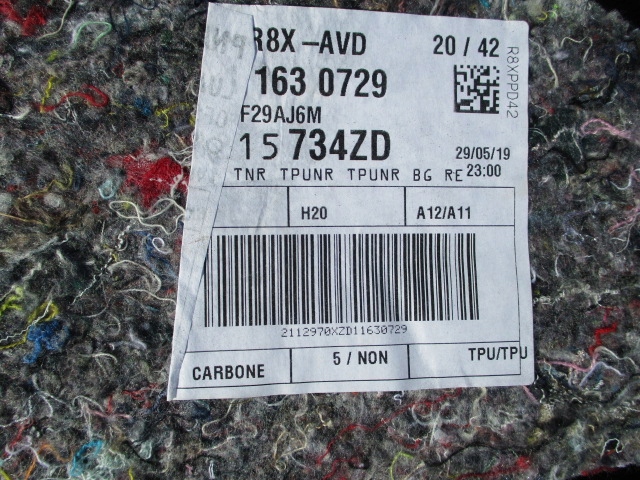 R8X -AVD 20 / 42
R8XPPD42
163 0729
F29AJ6M
15 734ZD 29/05/19
TNR TPUNR TPUNR BG RE 23:00
H20 A12/A11
2112970XZD11630729
CARBONE 5 / NON TPU/TPU